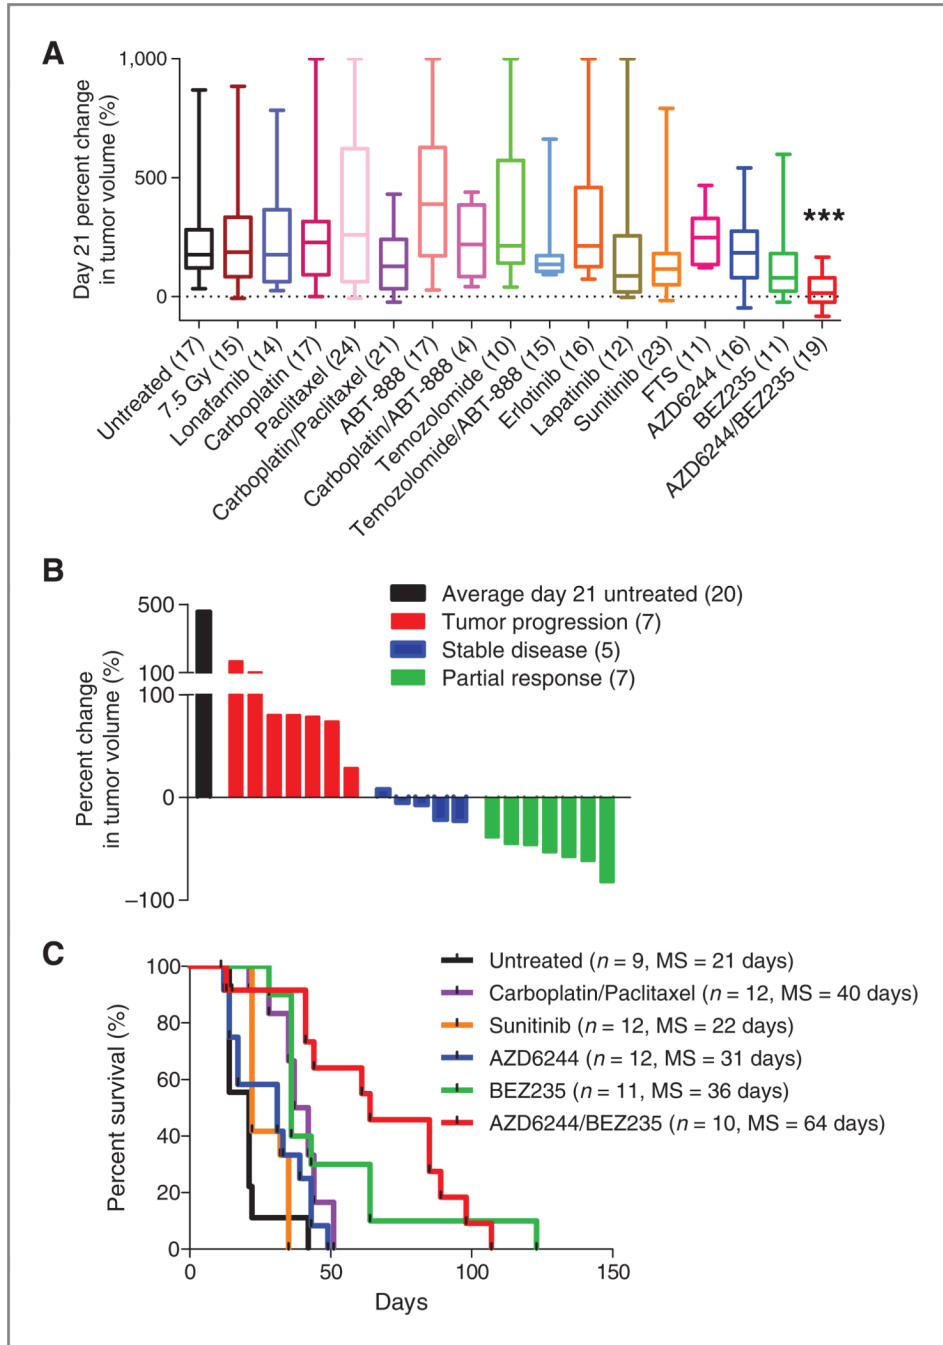 A
Day 21 percent change
in tumor volume (%)
1,000
500
0
***
Untreated (17)
7.5 Gy (15)
Lonafarnib (14)
Carboplatin (17)
Paclitaxel (24)
Carboplatin/Paclitaxel (21)
ABT-888 (17)
Carboplatin/ABT-888 (4)
Temozolomide (10)
Temozolomide/ABT-888 (15)
Erlotinib (16)
Lapatinib (12)
Sunitinib (23)
FTS (11)
AZD6244 (16)
BEZ235 (11)
AZD6244/BEZ235 (19)
B
Percent change
in tumor volume (%)
500
100
100
0
–100
Average day 21 untreated (20)
Tumor progression (7)
Stable disease (5)
Partial response (7)
C
Percent survival (%)
100
80
60
40
20
0
0 50 100 150
Days
Untreated (n = 9, MS = 21 days)
Carboplatin/Paclitaxel (n = 12, MS = 40 days)
Sunitinib (n = 12, MS = 22 days)
AZD6244 (n = 12, MS = 31 days)
BEZ235 (n = 11, MS = 36 days)
AZD6244/BEZ235 (n = 10, MS = 64 days)